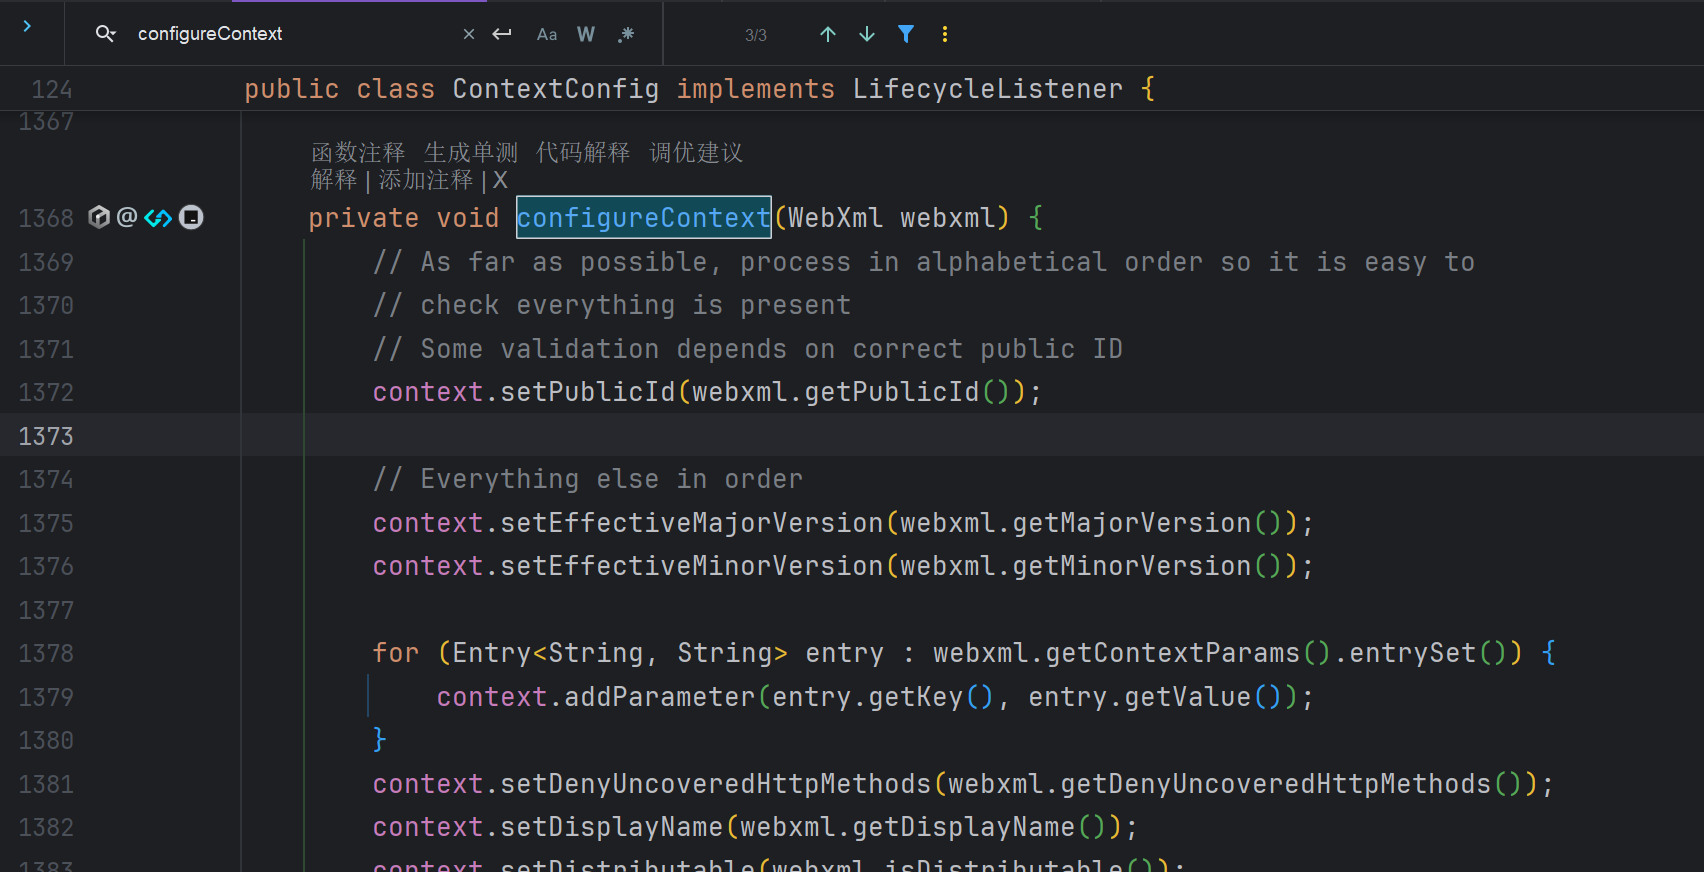 configureContext × Aa W .* 3/3
124 public class ContextConfig implements LifecycleListener {
1367
函数注释 生成单测 代码解释 调优建议
解释 | 添加注释 | X
1368 @ private void configureContext(WebXml webxml) {
1369 // As far as possible, process in alphabetical order so it is easy to
1370 // check everything is present
1371 // Some validation depends on correct public ID
1372 context.setPublicId(webxml.getPublicId());
1373
1374 // Everything else in order
1375 context.setEffectiveMajorVersion(webxml.getMajorVersion());
1376 context.setEffectiveMinorVersion(webxml.getMinorVersion());
1377
1378 for (Entry<String, String> entry : webxml.getContextParams().entrySet()) {
1379 context.addParameter(entry.getKey(), entry.getValue());
1380 }
1381 context.setDenyUncoveredHttpMethods(webxml.getDenyUncoveredHttpMethods());
1382 context.setDisplayName(webxml.getDisplayName());
1383 context.setDistributable(webxml.isDistributable());